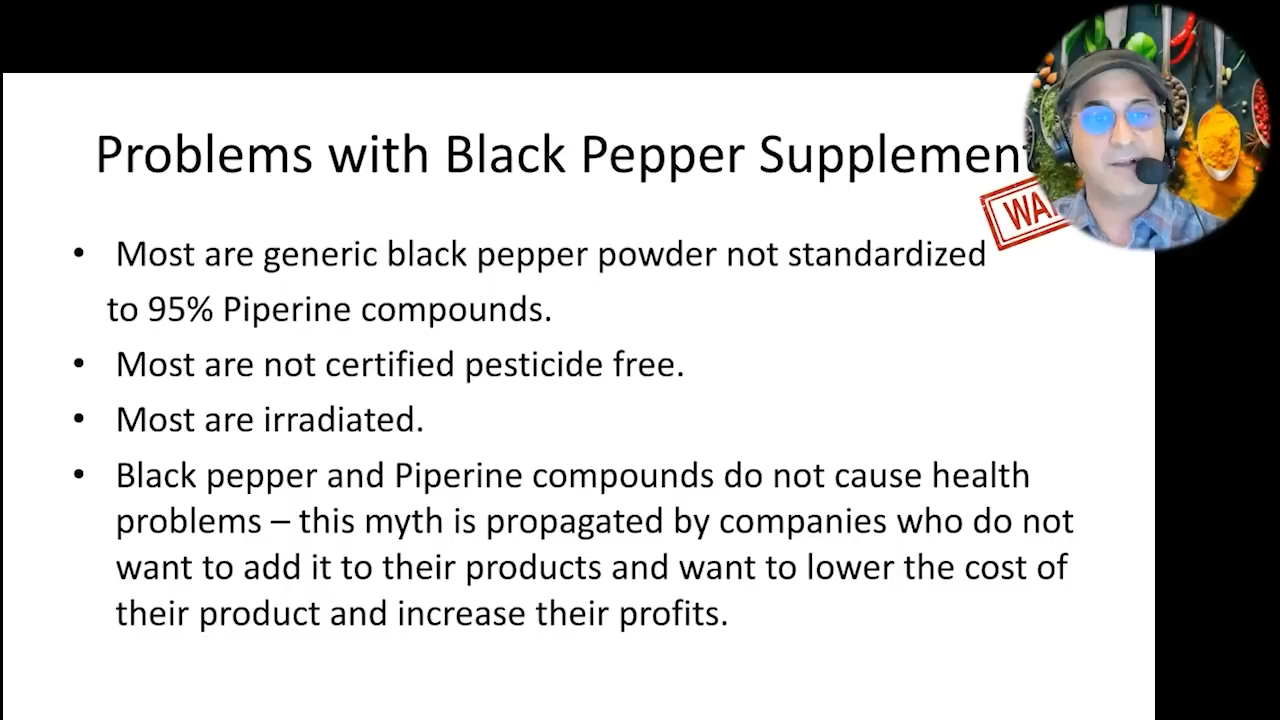 Problems with Black Pepper
• Most are generic black pepper powder not standardized
to 95% Piperine compounds.
• Most are not certified pesticide free.
• Most are irradiated.
• Black pepper and Piperine compounds do not cause health
problems – this myth is propagated by companies who do not
want to add it to their products and want to lower the cost of
their product and increase their profits.